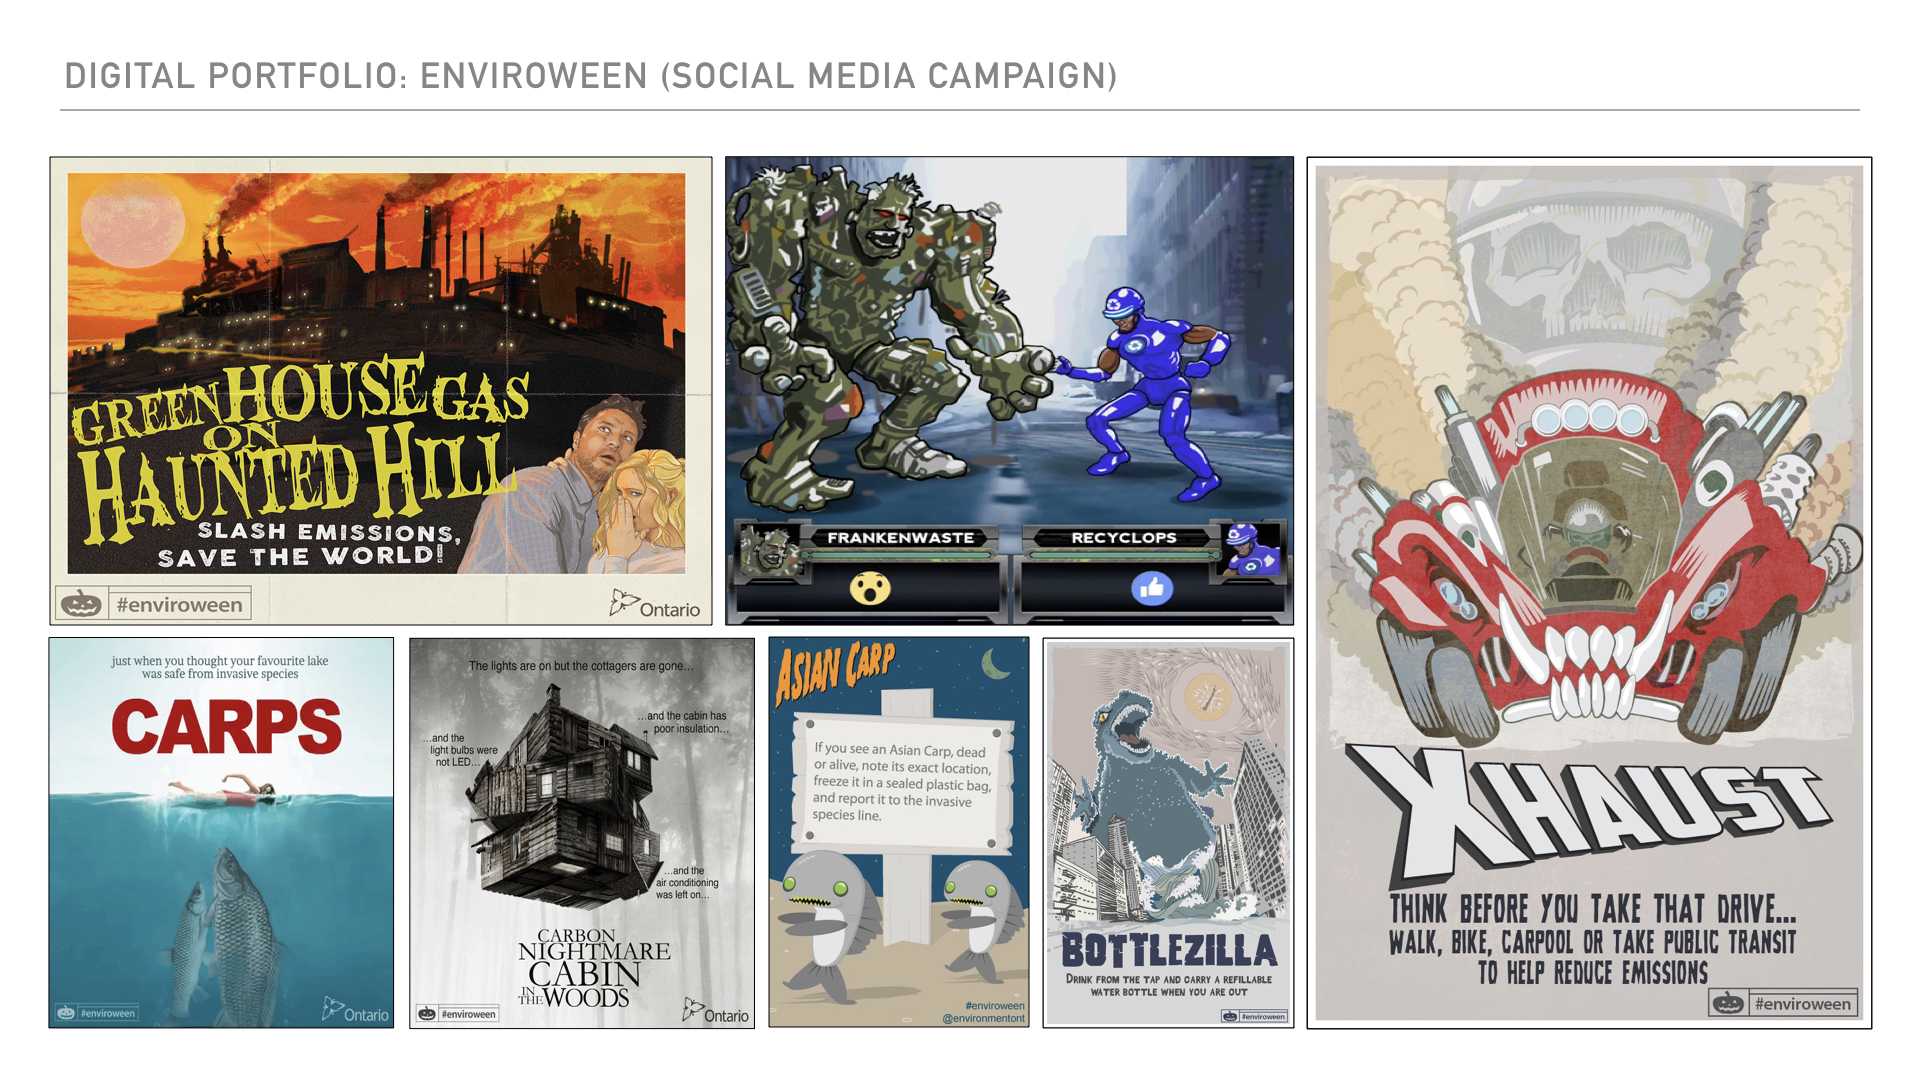 DIGITAL PORTFOLIO: ENVIROWEEN (SOCIAL MEDIA CAMPAIGN)
GREENHOUSE GAS
ON
HAUNTED HILL
SLASH EMISSIONS,
SAVE THE WORLD!
#enviroween
Ontario
FRANKENWASTE
RECYCLOPS
just when you thought your favourite lake
was safe from invasive species
CARPS
#enviroween
Ontario
The lights are on but the cottagers are gone...
...and the cabin has
poor insulation...
...and the
light bulbs were
not LED...
...and the
air conditioning
was left on...
CARBON
NIGHTMARE
CABIN
IN THE WOODS
#enviroween
Ontario
ASIAN CARP
If you see an Asian Carp, dead
or alive, note its exact location,
freeze it in a sealed plastic bag,
and report it to the invasive
species line.
#enviroween
@environmentont
BOTTLEZILLA
DRINK FROM THE TAP AND CARRY A REFILLABLE
WATER BOTTLE WHEN YOU ARE OUT
#enviroween
XHAUST
THINK BEFORE YOU TAKE THAT DRIVE...
WALK, BIKE, CARPOOL OR TAKE PUBLIC TRANSIT
TO HELP REDUCE EMISSIONS
#enviroween